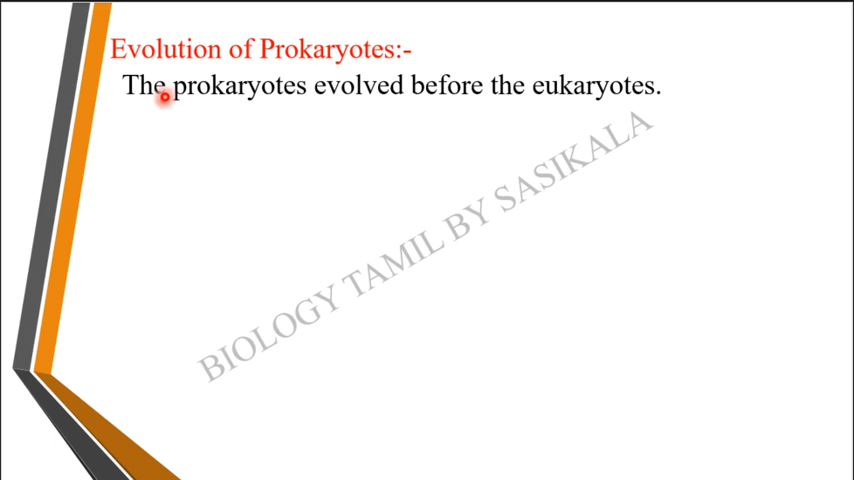 Evolution of Prokaryotes:-
The prokaryotes evolved before the eukaryotes.
BIOLOGY TAMIL BY SASIKALA